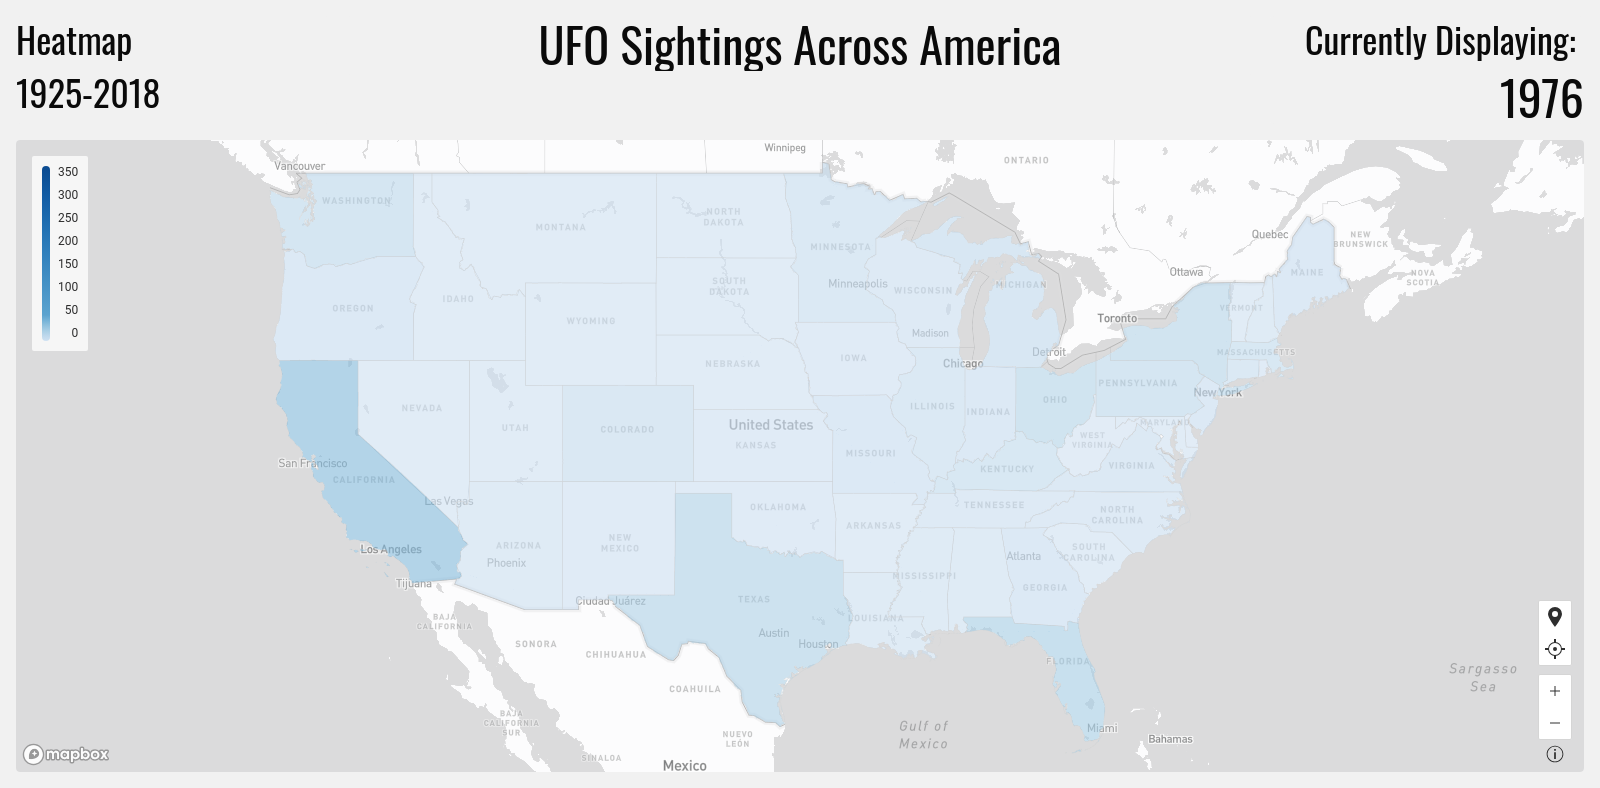 Heatmap
UFO Sightings Across America
Currently Displaying:
1925-2018
1976
Winnipeg
Vancouver
ONTARIO
350
300
250
200
150
100
50
0
WASHINGTON
MONTANA
NORTH
DAKOTA
MINNESOTA
Quebec
NEW
BRUNSWICK
Ottawa
MAINE
NOVA
SCOTIA
OREGON
IDAHO
SOUTH
DAKOTA
Minneapolis
WISCONSIN
MICHIGAN
WYOMING
Toronto
VERMONT
Madison
Detroit
MASSACHUSETTS
NEBRASKA
IOWA
Chicago
PENNSYLVANIA
New York
NEVADA
UTAH
COLORADO
United States
KANSAS
ILLINOIS
INDIANA
OHIO
MARYLAND
WEST
VIRGINIA
San Francisco
CALIFORNIA
MISSOURI
KENTUCKY
VIRGINIA
Las Vegas
OKLAHOMA
TENNESSEE
NORTH
CAROLINA
Los Angeles
ARIZONA
Phoenix
NEW
MEXICO
ARKANSAS
Atlanta
SOUTH
CAROLINA
Tijuana
MISSISSIPPI
GEORGIA
Ciudad Juárez
TEXAS
LOUISIANA
BAJA
CALIFORNIA
SONORA
CHIHUAHUA
Austin
Houston
FLORIDA
Sargasso
Sea
COAHUILA
BAJA
CALIFORNIA
SUR
Gulf of
Mexico
Miami
Bahamas
NUEVO
LEÓN
SINALOA
Mexico
mapbox
+
−